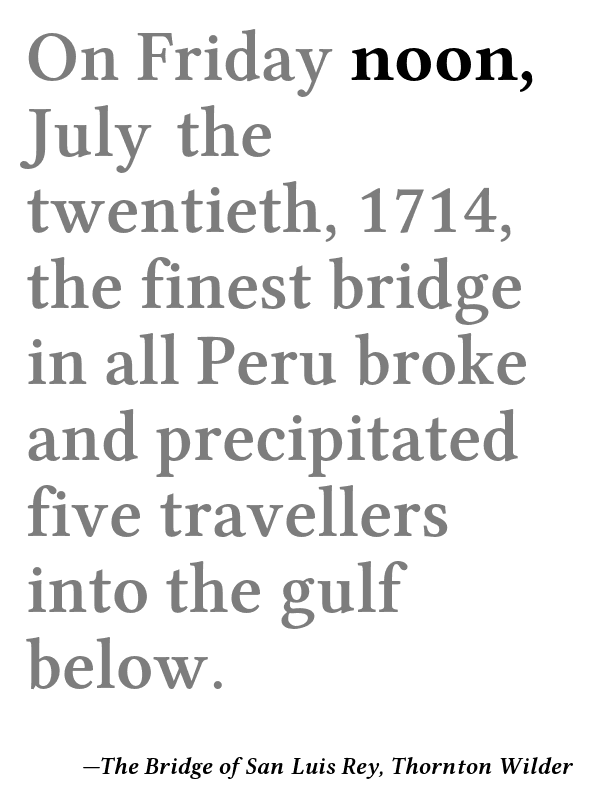 On Friday noon,
July the
twentieth, 1714,
the finest bridge
in all Peru broke
and precipitated
five travellers
into the gulf
below.
—The Bridge of San Luis Rey, Thornton Wilder